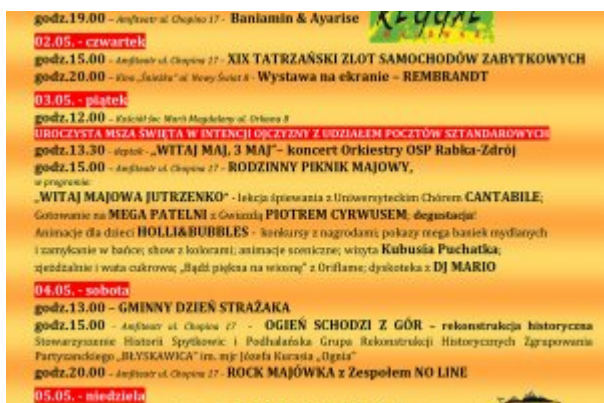 godz.19.00 – Amfiteatr ul. Chopina 17 - Baniamin & Ayarise
REGGAE
02.05. - czwartek
godz.15.00 – Amfiteatr ul. Chopina 17 - XIX TATRZAŃSKI ZLOT SAMOCHODÓW ZABYTKOWYCH
godz.20.00 – Kino „Śnieżka" ul. Nowy Świat 8 - Wystawa na ekranie – REMBRANDT
03.05. - piątek
godz.12.00 – Kościół św. Marii Magdaleny ul. Orkana 8
UROCZYSTA MSZA ŚWIĘTA W INTENCJI OJCZYZNY Z UDZIAŁEM POCZTÓW SZTANDAROWYCH
godz.13.30 - deptak - „WITAJ MAJ, 3 MAJ"– koncert Orkiestry OSP Rabka-Zdrój
godz.15.00 – Amfiteatr ul. Chopina 17 - RODZINNY PIKNIK MAJOWY,
w programie:
„WITAJ MAJOWA JUTRZENKO" - lekcja śpiewania z Uniwersyteckim Chórem CANTABILE;
Gotowanie na MEGA PATELNI z Gwiazdą PIOTREM CYRWUSEM; degustacja!
Animacje dla dzieci HOLLI&BUBBLES - konkursy z nagrodami; pokazy mega baniek mydlanych
i zamykanie w bańce; show z kolorami; animacje sceniczne; wizyta Kubusia Puchatka;
zjeżdżalnie i wata cukrowa; „Bądź piękna na wiosnę" z Oriflame; dyskoteka z DJ MARIO
04.05. - sobota
godz.13.00 – GMINNY DZIEŃ STRAŻAKA
godz.15.00 - Amfiteatr ul. Chopina 17 - OGIEŃ SCHODZI Z GÓR – rekonstrukcja historyczna
Stowarzyszenie Historii Spytkowic i Podhalańska Grupa Rekonstrukcji Historycznych Zgrupowania
Partyzanckiego „BŁYSKAWICA" im. mjr Józefa Kurasia „Ognia"
godz.20.00 – Amfiteatr ul. Chopina 17 - ROCK MAJÓWKA z Zespołem NO LINE
05.05. - niedziela